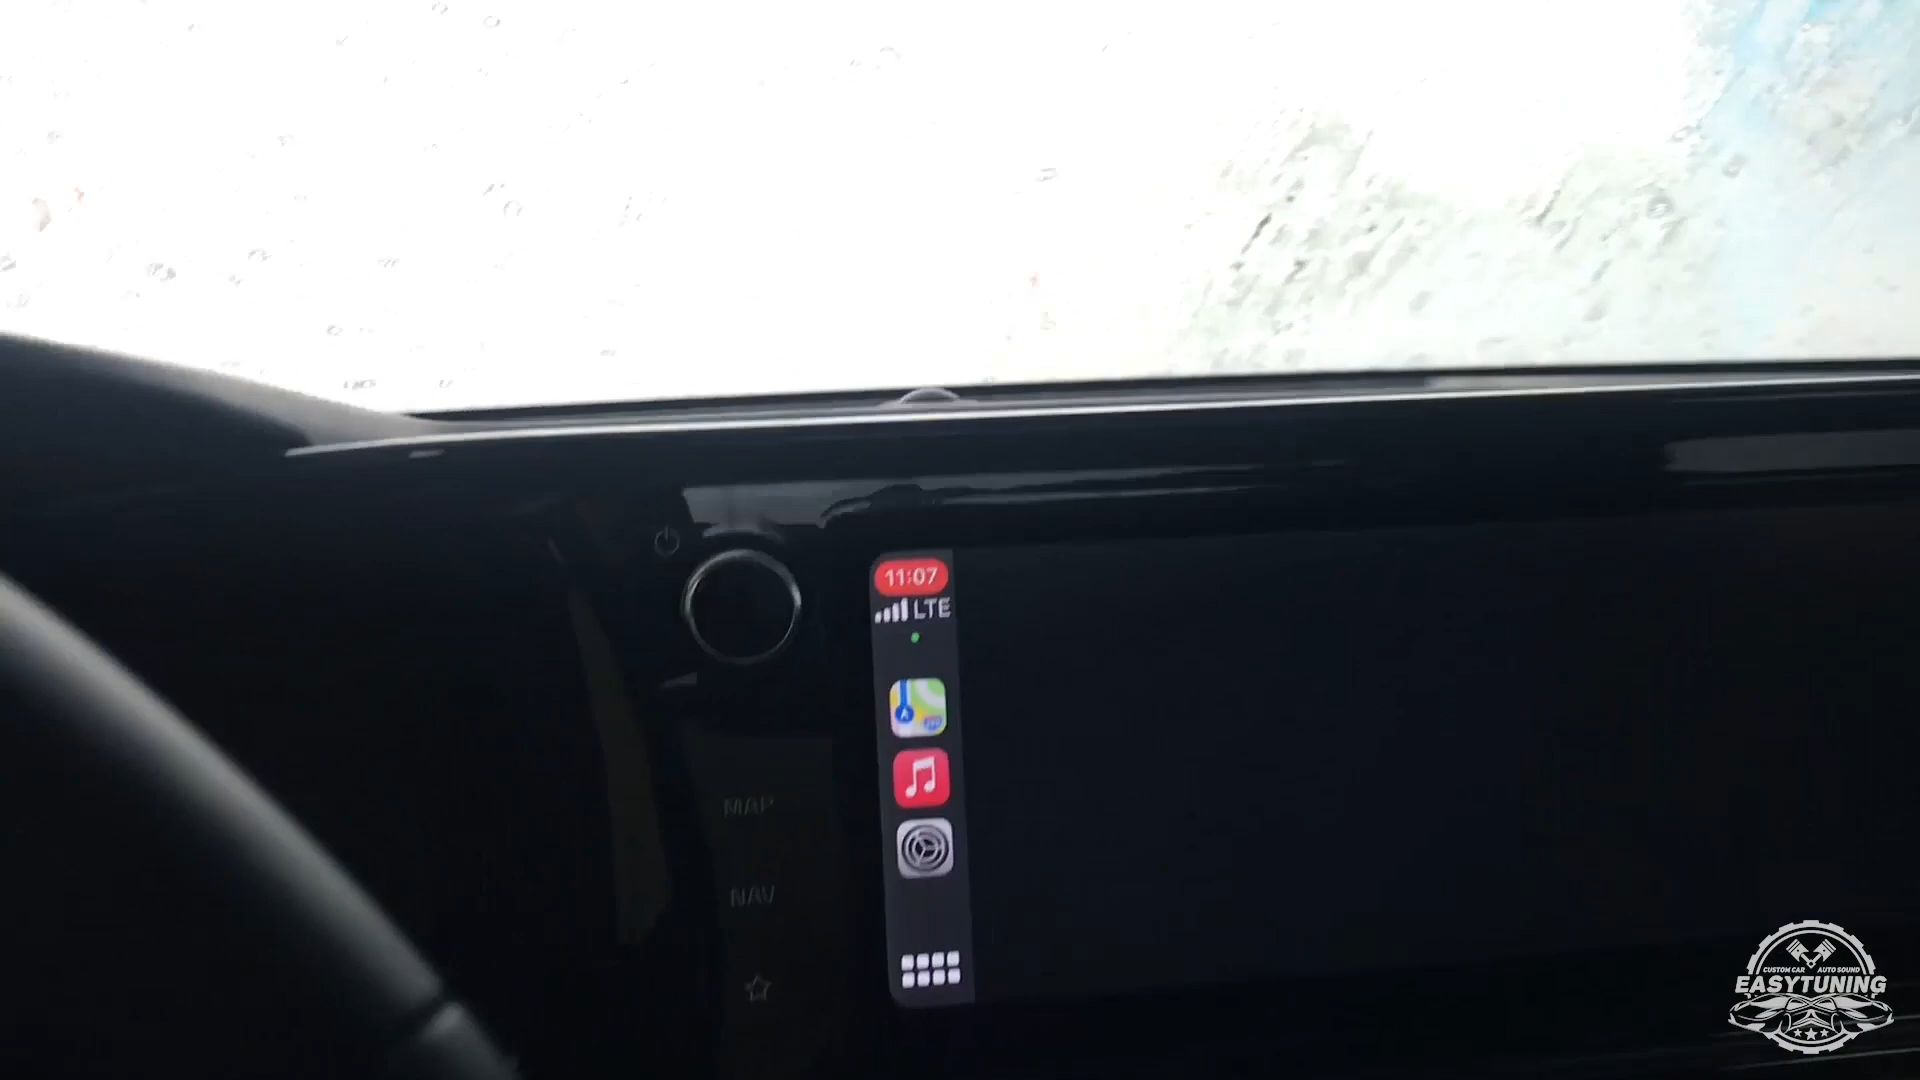 11:07
LTE
MAP
NAV
CUSTOM CAR AUTO SOUND
EASYTUNING